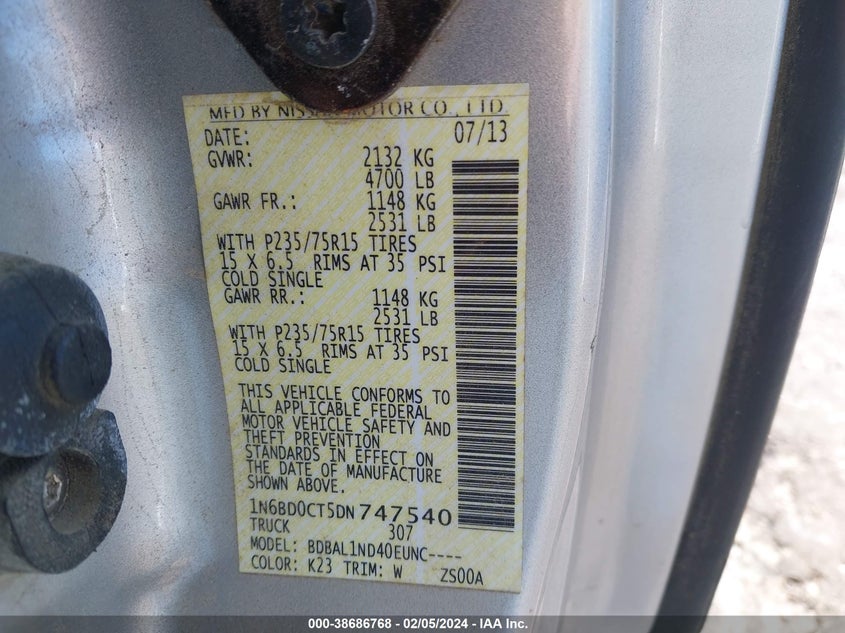 MFD BY NISSAN MOTOR CO., LTD.
DATE: 07/13
GVWR: 2132 KG
4700 LB
GAWR FR.: 1148 KG
2531 LB
WITH P235/75R15 TIRES
15 X 6.5 RIMS AT 35 PSI
COLD SINGLE
GAWR RR.: 1148 KG
2531 LB
WITH P235/75R15 TIRES
15 X 6.5 RIMS AT 35 PSI
COLD SINGLE
THIS VEHICLE CONFORMS TO
ALL APPLICABLE FEDERAL
MOTOR VEHICLE SAFETY AND
THEFT PREVENTION
STANDARDS IN EFFECT ON
THE DATE OF MANUFACTURE
SHOWN ABOVE.
1N6BD0CT5DN747540
TRUCK 307
MODEL: BDBAL1ND40EUNC----
COLOR: K23 TRIM: W ZS00A
000-38686768 - 02/05/2024 - IAA Inc.